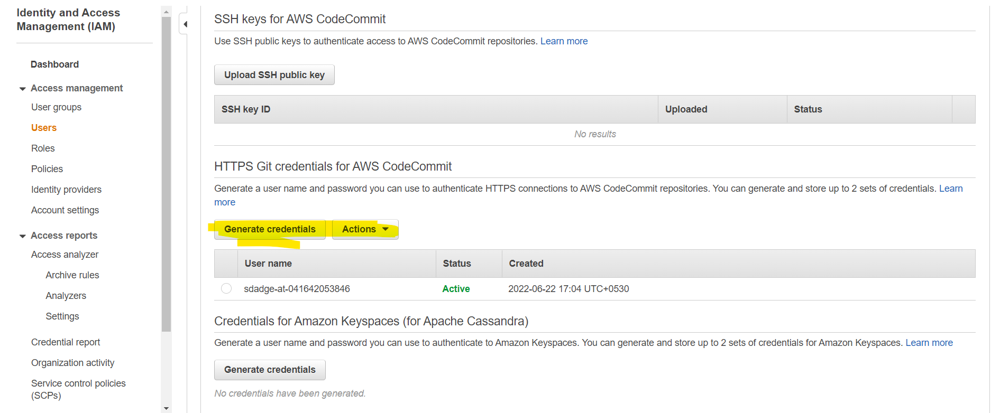 Identity and Access
Management (IAM)
Dashboard
Access management
User groups
Users
Roles
Policies
Identity providers
Account settings
Access reports
Access analyzer
Archive rules
Analyzers
Settings
Credential report
Organization activity
Service control policies
(SCPs)
SSH keys for AWS CodeCommit
Use SSH public keys to authenticate access to AWS CodeCommit repositories. Learn more
Upload SSH public key
SSH key ID Uploaded Status
No results
HTTPS Git credentials for AWS CodeCommit
Generate a user name and password you can use to authenticate HTTPS connections to AWS CodeCommit repositories. You can generate and store up to 2 sets of credentials. Learn
more
Generate credentials Actions
User name Status Created
sdadge-at-041642053846 Active 2022-06-22 17:04 UTC+0530
Credentials for Amazon Keyspaces (for Apache Cassandra)
Generate a user name and password you can use to authenticate to Amazon Keyspaces. You can generate and store up to 2 sets of credentials for Amazon Keyspaces. Learn more
Generate credentials
No credentials have been generated.